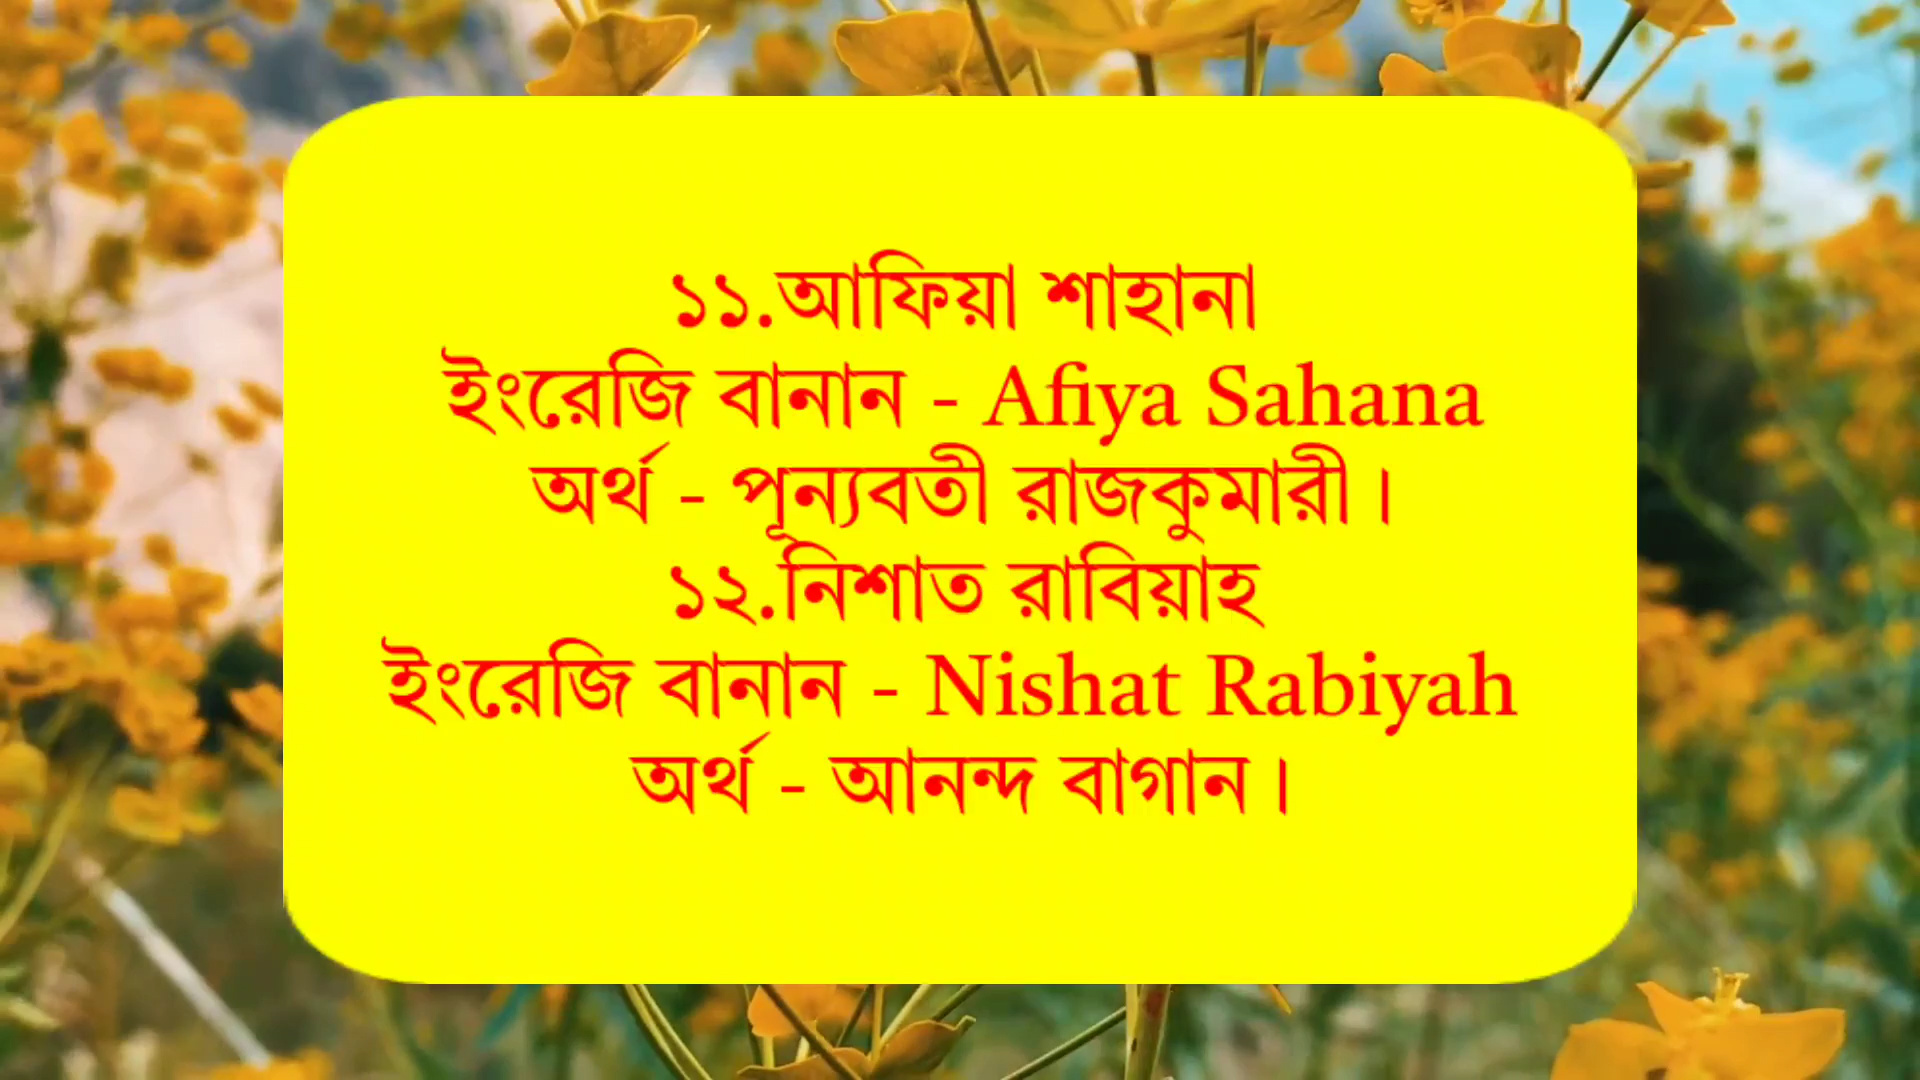 ১১.আফিয়া শাহানা
ইংরেজি বানান - Afiya Sahana
অর্থ - পূন্যবতী রাজকুমারী।
১২.নিশাত রাবিয়াহ
ইংরেজি বানান - Nishat Rabiyah
অর্থ - আনন্দ বাগান।